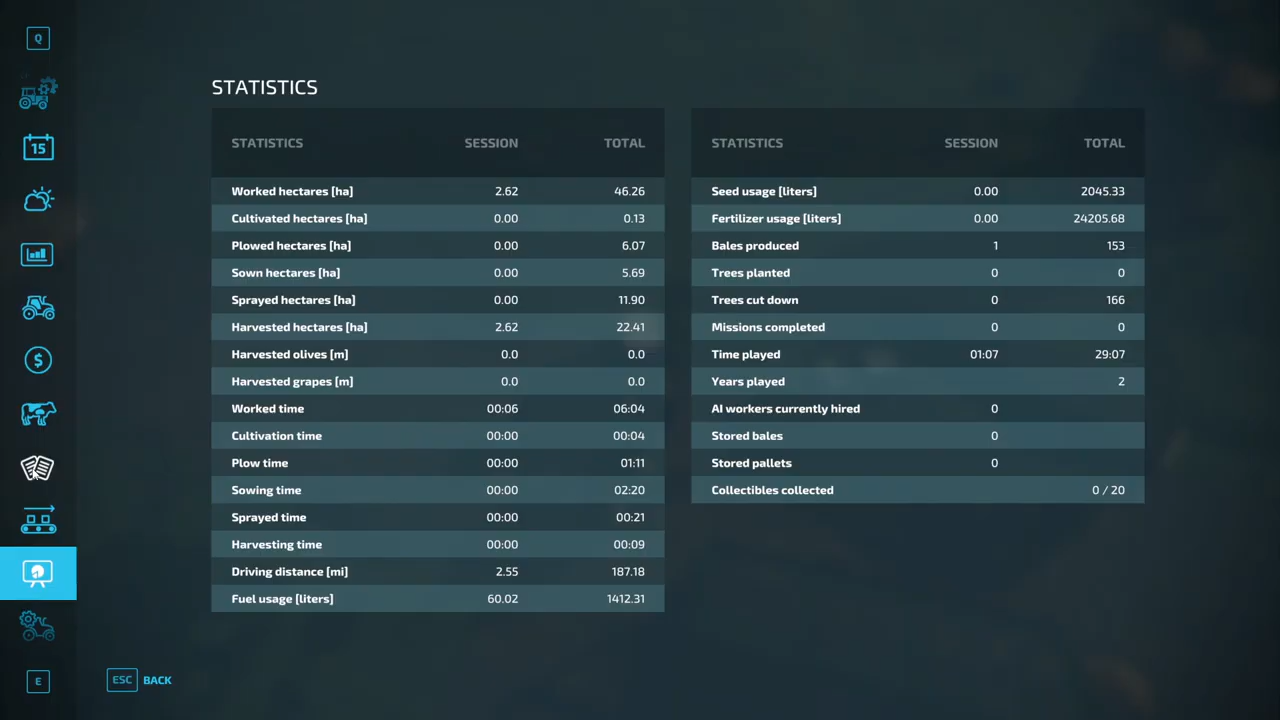 Q
15
STATISTICS
STATISTICS SESSION TOTAL
Worked hectares [ha] 2.62 46.26
Cultivated hectares [ha] 0.00 0.13
Plowed hectares [ha] 0.00 6.07
Sown hectares [ha] 0.00 5.69
Sprayed hectares [ha] 0.00 11.90
Harvested hectares [ha] 2.62 22.41
Harvested olives [m] 0.0 0.0
Harvested grapes [m] 0.0 0.0
Worked time 00:06 06:04
Cultivation time 00:00 00:04
Plow time 00:00 01:11
Sowing time 00:00 02:20
Sprayed time 00:00 00:21
Harvesting time 00:00 00:09
Driving distance [mi] 2.55 187.18
Fuel usage [liters] 60.02 1412.31
STATISTICS SESSION TOTAL
Seed usage [liters] 0.00 2045.33
Fertilizer usage [liters] 0.00 24205.68
Bales produced 1 153
Trees planted 0 0
Trees cut down 0 166
Missions completed 0 0
Time played 01:07 29:07
Years played 2
AI workers currently hired 0
Stored bales 0
Stored pallets 0
Collectibles collected 0 / 20
E
ESC BACK